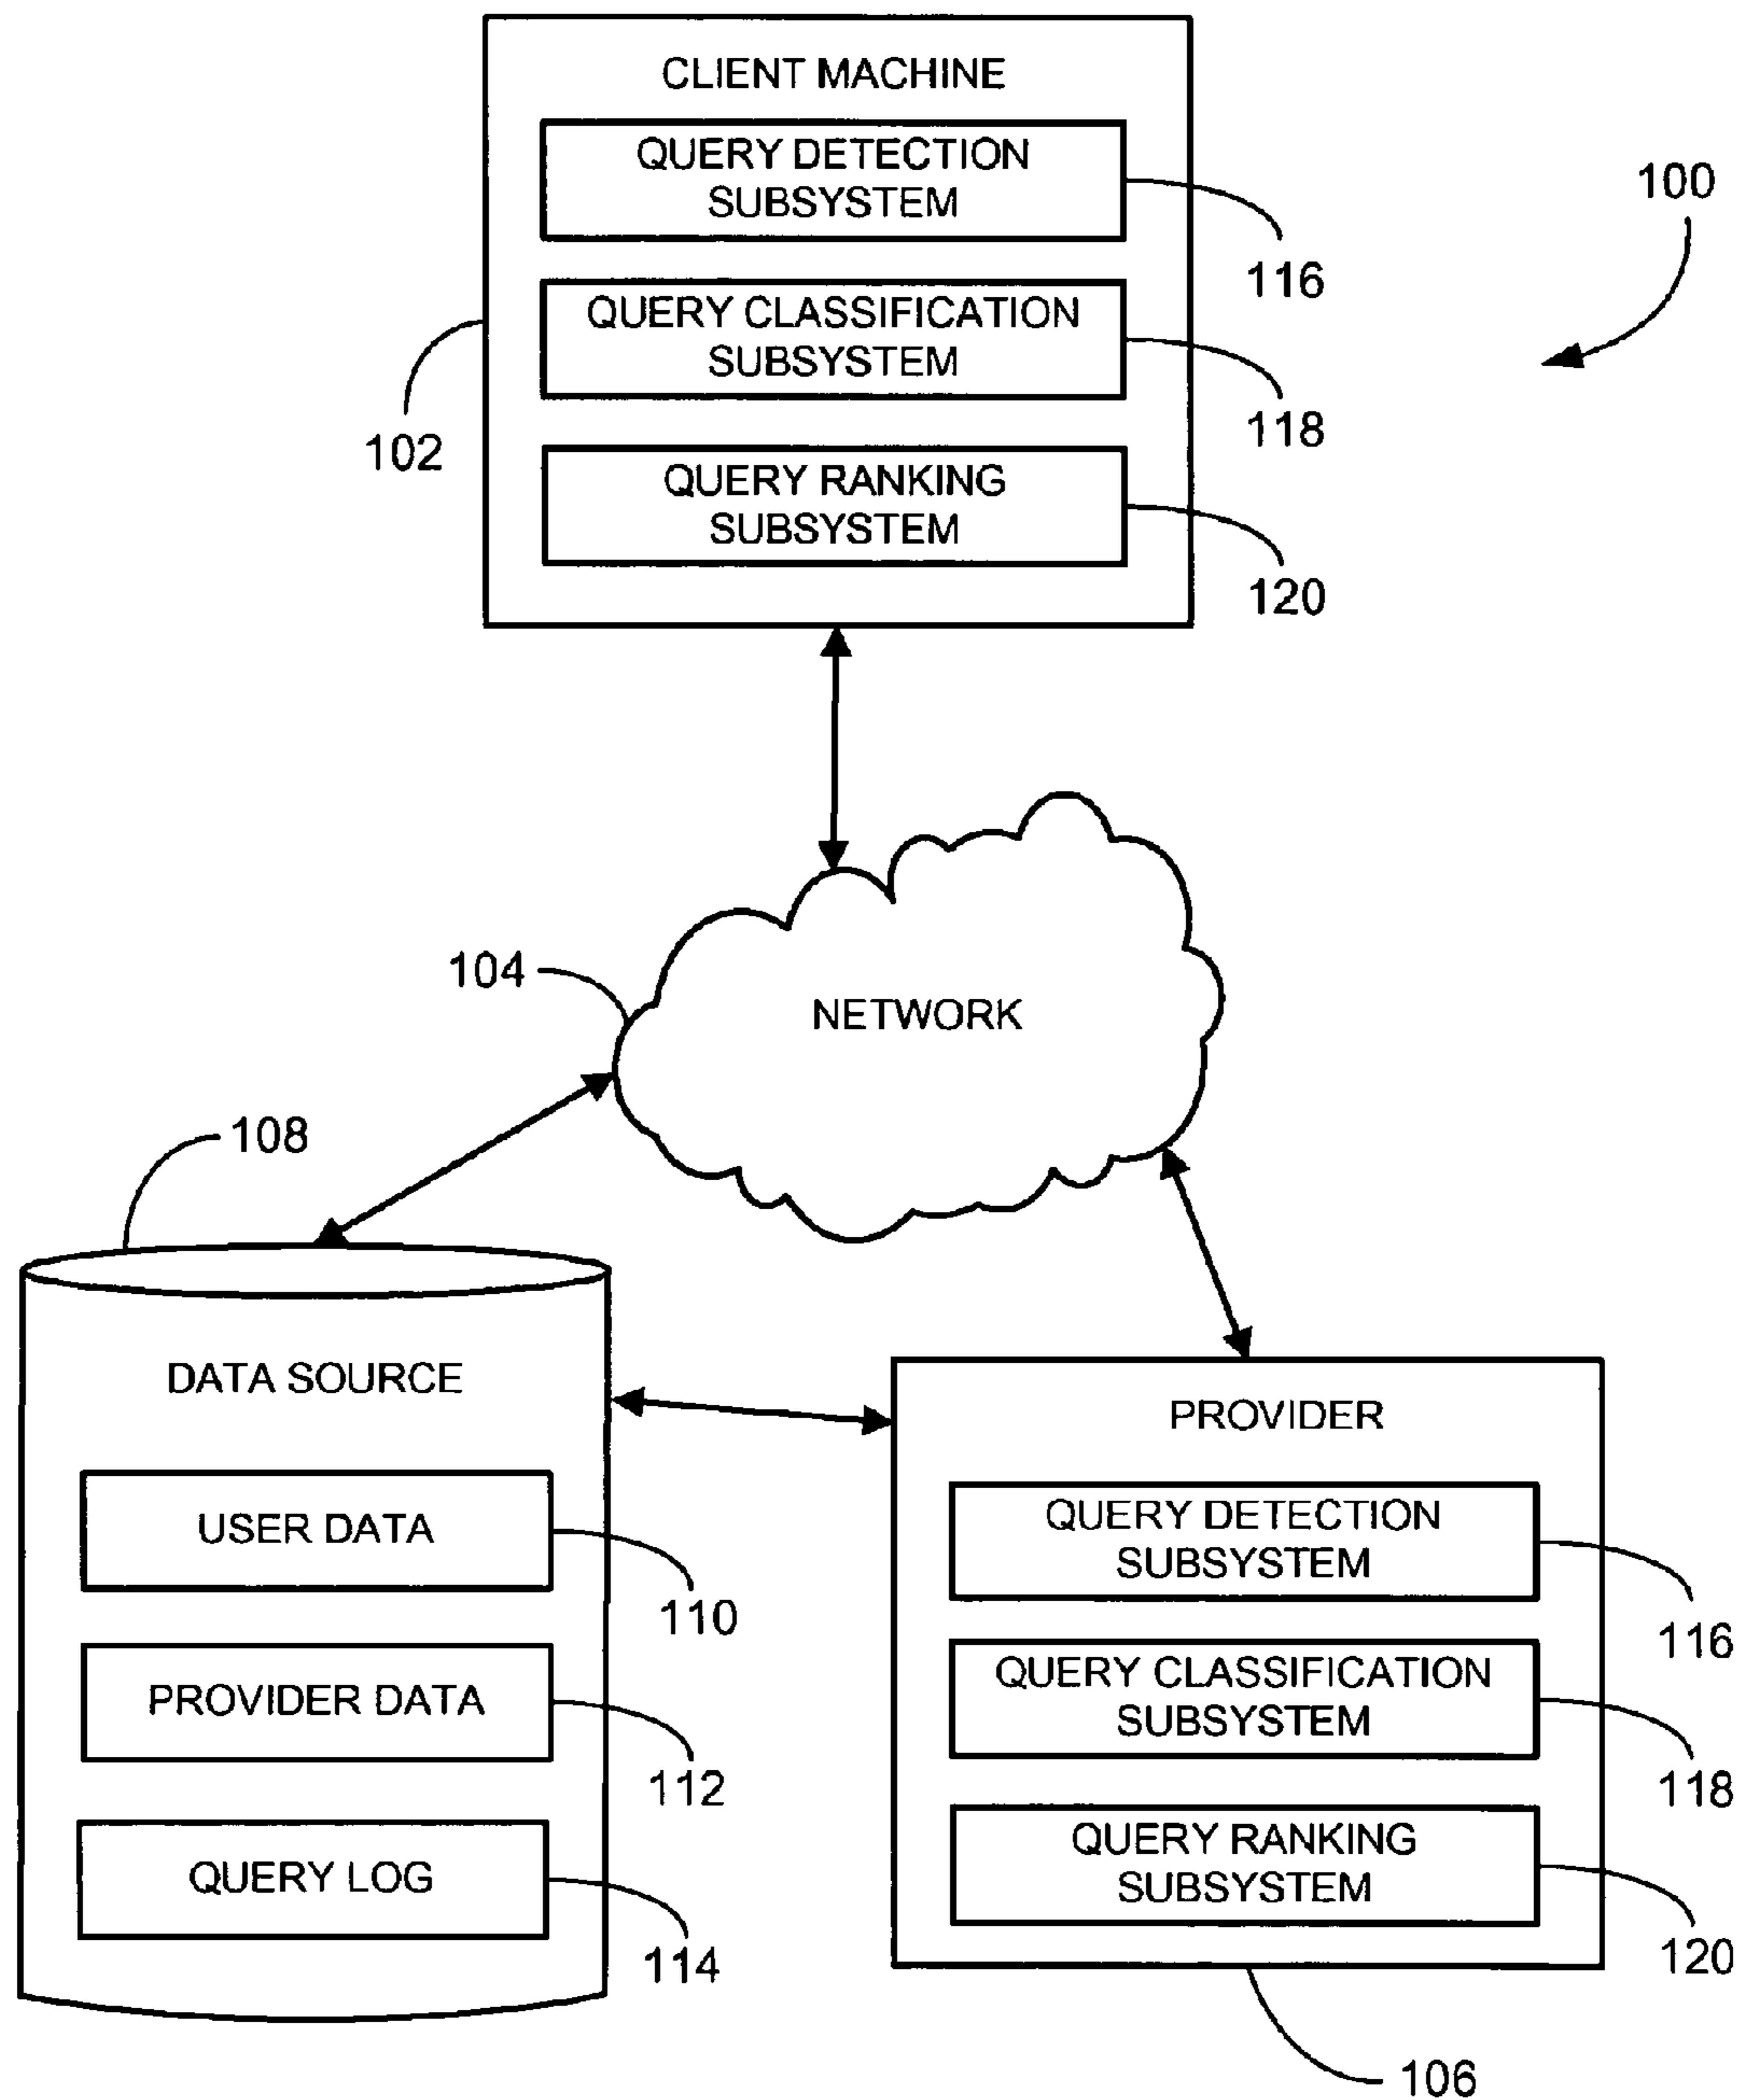 CLIENT MACHINE
QUERY DETECTION
SUBSYSTEM
116
QUERY CLASSIFICATION
SUBSYSTEM
118
QUERY RANKING
SUBSYSTEM
120
102
100
NETWORK
104
108
DATA SOURCE
USER DATA
110
PROVIDER DATA
112
QUERY LOG
114
PROVIDER
QUERY DETECTION
SUBSYSTEM
116
QUERY CLASSIFICATION
SUBSYSTEM
118
QUERY RANKING
SUBSYSTEM
120
106